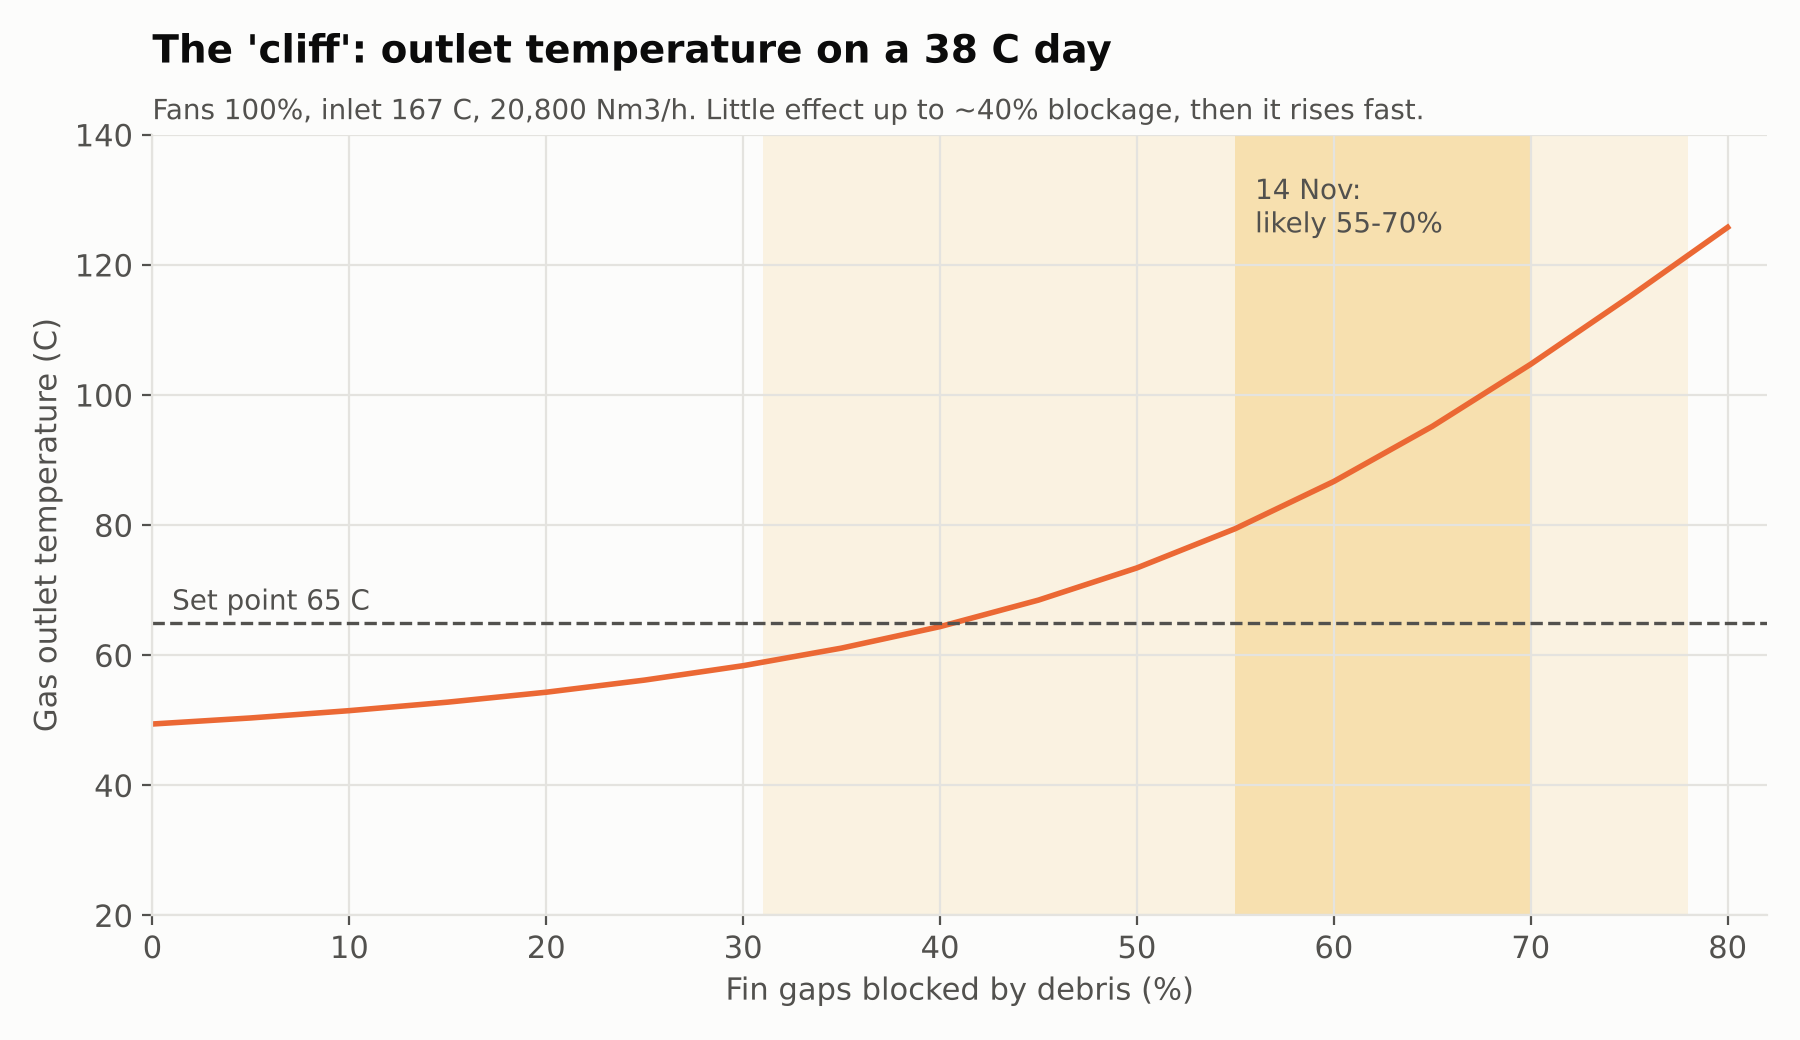 The 'cliff': outlet temperature on a 38 C day
Fans 100%, inlet 167 C, 20,800 Nm3/h. Little effect up to ~40% blockage, then it rises fast.
140
120
100
80
60
40
20
Gas outlet temperature (C)
14 Nov:
likely 55-70%
Set point 65 C
0 10 20 30 40 50 60 70 80
Fin gaps blocked by debris (%)